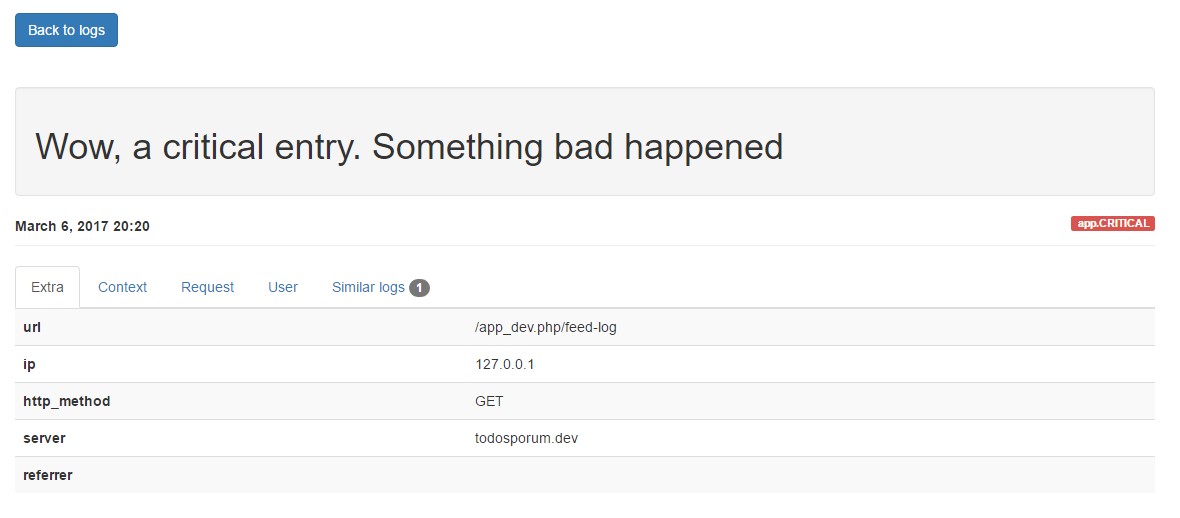 Back to logs
Wow, a critical entry. Something bad happened
March 6, 2017 20:20 app.CRITICAL
Extra Context Request User Similar logs 1
url /app_dev.php/feed-log
ip 127.0.0.1
http_method GET
server todosporum.dev
referrer